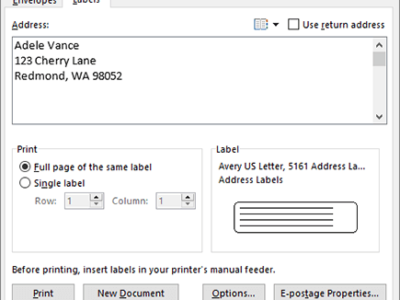 Envelopes Labels
Address: Use return address
Adele Vance
123 Cherry Lane
Redmond, WA 98052
Print
Full page of the same label
Single label
Row: 1 Column: 1
Label
Avery US Letter, 5161 Address La...
Address Labels
Before printing, insert labels in your printer's manual feeder.
Print New Document Options... E-postage Properties...